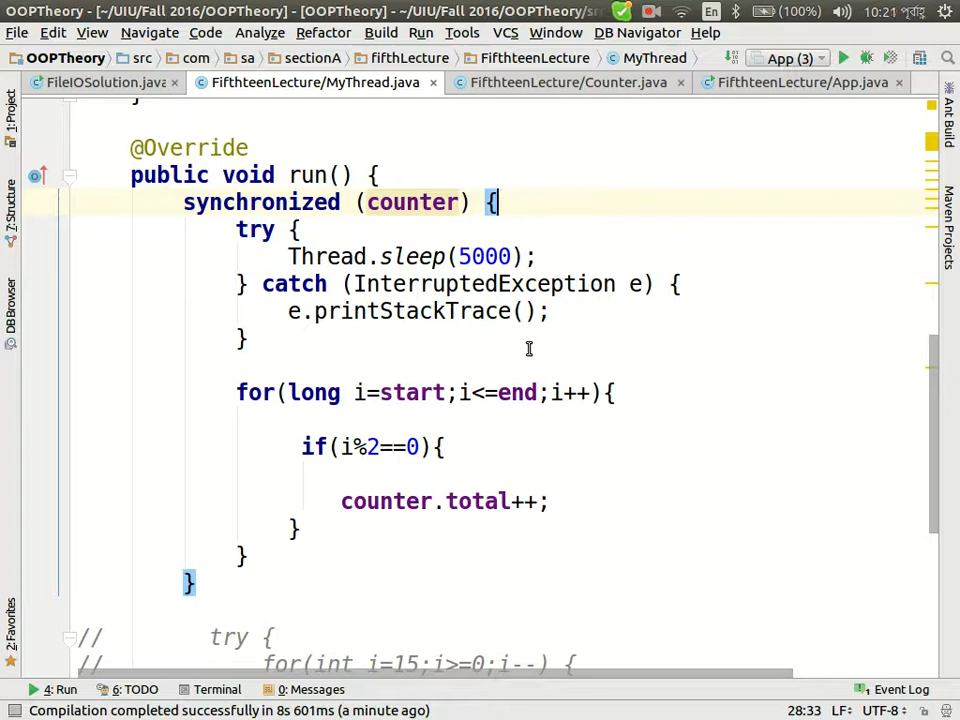 OOPTheory - [~/UIU/Fall 2016/OOPTheory] - [OOPTheory] - ~/UIU/Fall 2016/OOPTheory/
En (100%) 10:21 পূর্বাহ্ণ
File Edit View Navigate Code Analyze Refactor Build Run Tools VCS Window DB Navigator Help
OOPTheory src com sa sectionA fifthLecture FifthteenLecture MyThread App (3)
FileIOSolution.java FifthteenLecture/MyThread.java FifthteenLecture/Counter.java FifthteenLecture/App.java
1: Project
7: Structure
DB Browser
2: Favorites
Ant Build
Maven Projects
}
@Override
public void run() {
synchronized (counter) {
try {
Thread.sleep(5000);
} catch (InterruptedException e) {
e.printStackTrace();
}
for(long i=start;i<=end;i++){
if(i%2==0){
counter.total++;
}
}
}
// try {
// for(int i=15;i>=0;i--) {
4: Run 6: TODO Terminal 0: Messages Event Log
Compilation completed successfully in 8s 601ms (a minute ago) 28:33 LF÷ UTF-8÷